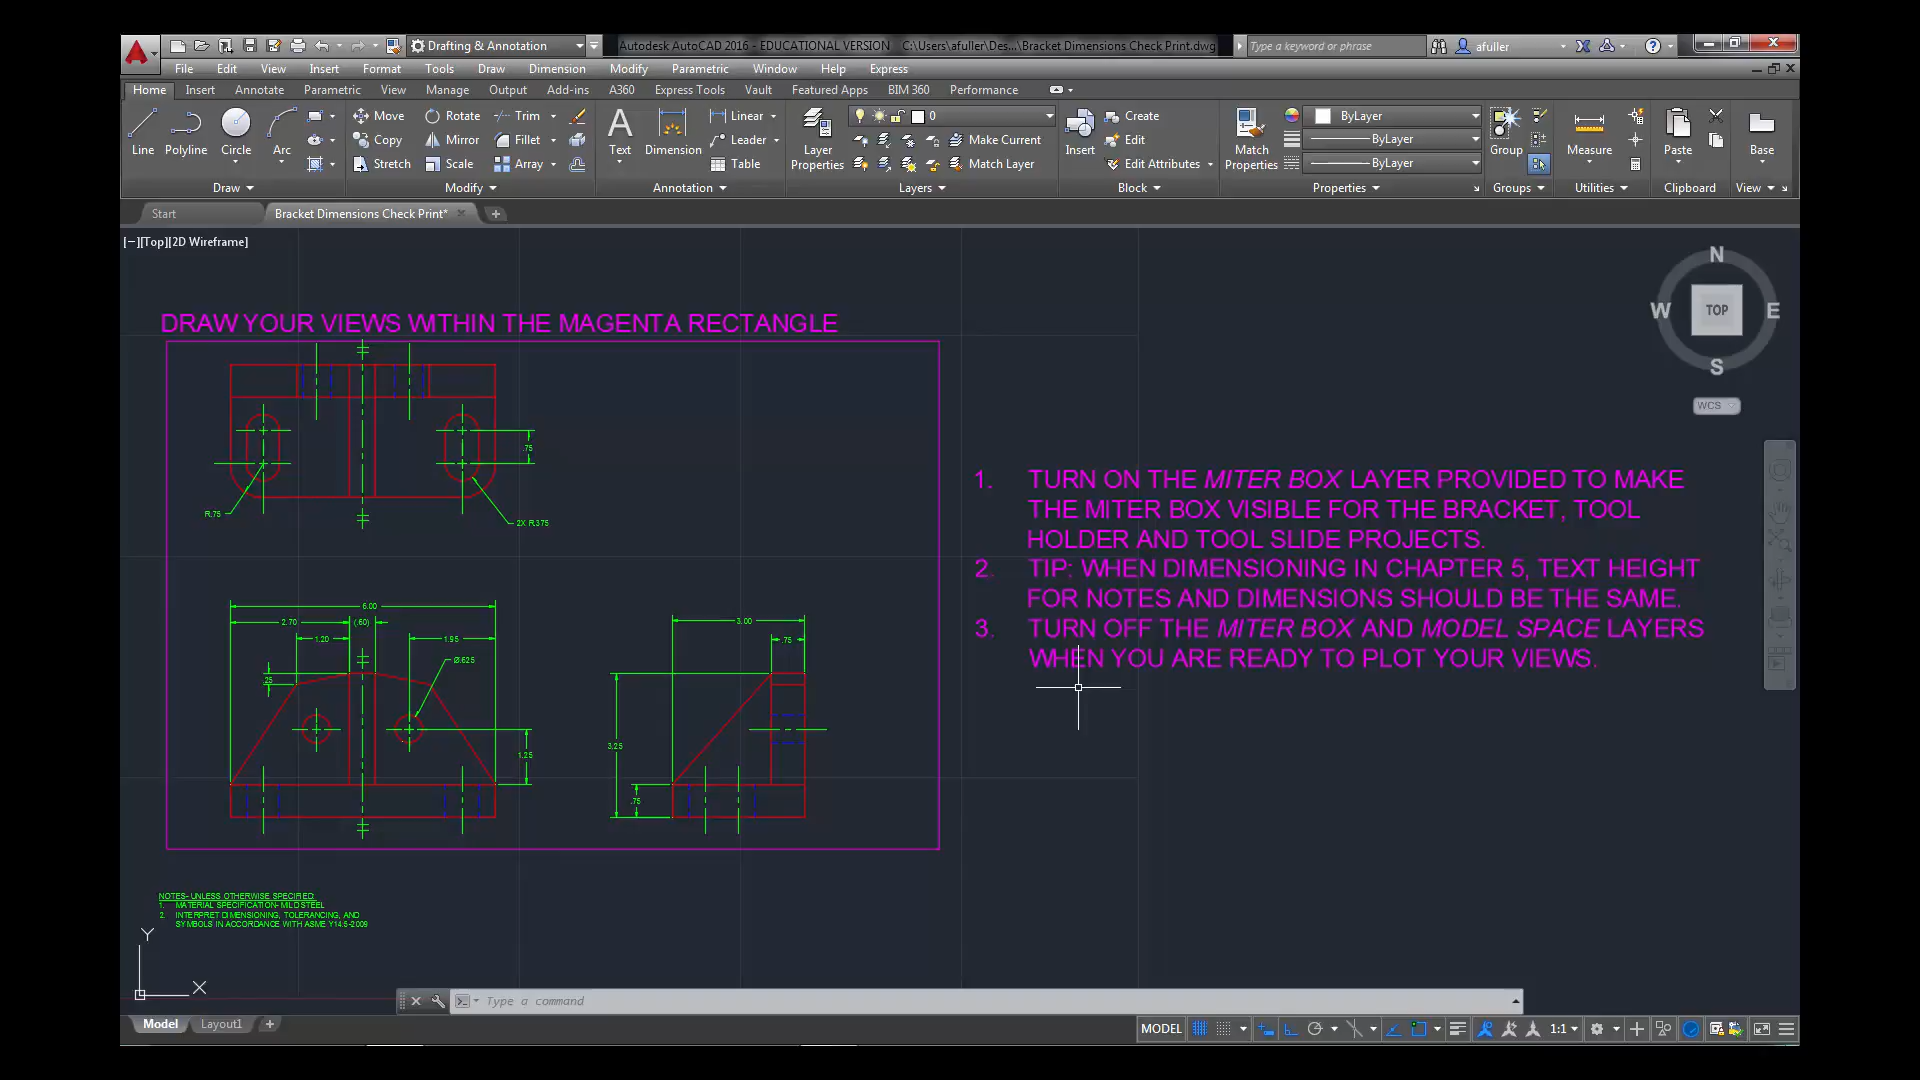 Drafting & Annotation
Autodesk AutoCAD 2016 - EDUCATIONAL VERSION C:\Users\afuller\Des...\Bracket Dimensions Check Print.dwg
Type a keyword or phrase
afuller
File Edit View Insert Format Tools Draw Dimension Modify Parametric Window Help Express
Home Insert Annotate Parametric View Manage Output Add-ins A360 Express Tools Vault Featured Apps BIM 360 Performance
Line Polyline Circle Arc
Move Rotate Trim
Copy Mirror Fillet
Stretch Scale Array
Text Dimension
Linear
Leader
Table
Layer Properties
0
Make Current
Match Layer
Insert
Create
Edit
Edit Attributes
Match Properties
ByLayer
ByLayer
ByLayer
Group
Measure
Paste
Base
Draw Modify Annotation Layers Block Properties Groups Utilities Clipboard View
Start
Bracket Dimensions Check Print*
[−][Top][2D Wireframe]
N
W TOP E
S
WCS
DRAW YOUR VIEWS WITHIN THE MAGENTA RECTANGLE
.75
R.75
2X R.375
6.00
2.70 (.60)
1.20 1.95
Ø.625
.25
1.25
3.00
.75
3.25
.75
1. TURN ON THE MITER BOX LAYER PROVIDED TO MAKE
THE MITER BOX VISIBLE FOR THE BRACKET, TOOL
HOLDER AND TOOL SLIDE PROJECTS.
2. TIP: WHEN DIMENSIONING IN CHAPTER 5, TEXT HEIGHT
FOR NOTES AND DIMENSIONS SHOULD BE THE SAME.
3. TURN OFF THE MITER BOX AND MODEL SPACE LAYERS
WHEN YOU ARE READY TO PLOT YOUR VIEWS.
NOTES- UNLESS OTHERWISE SPECIFIED:
1. MATERIAL SPECIFICATION- MILD STEEL
2. INTERPRET DIMENSIONING, TOLERANCING, AND
SYMBOLS IN ACCORDANCE WITH ASME Y14.5-2009
Y
X
Type a command
Model Layout1
MODEL
1:1